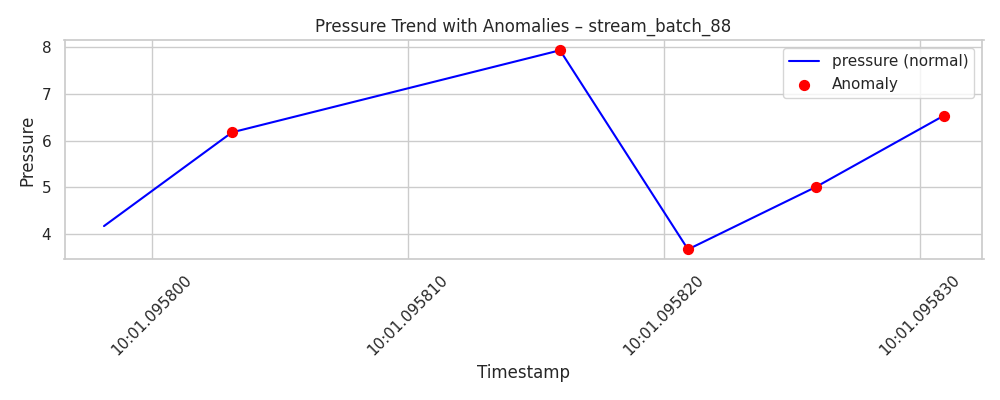 Pressure Trend with Anomalies – stream_batch_88
pressure (normal)
Anomaly
Pressure
8
7
6
5
4
10:01.095800
10:01.095810
10:01.095820
10:01.095830
Timestamp